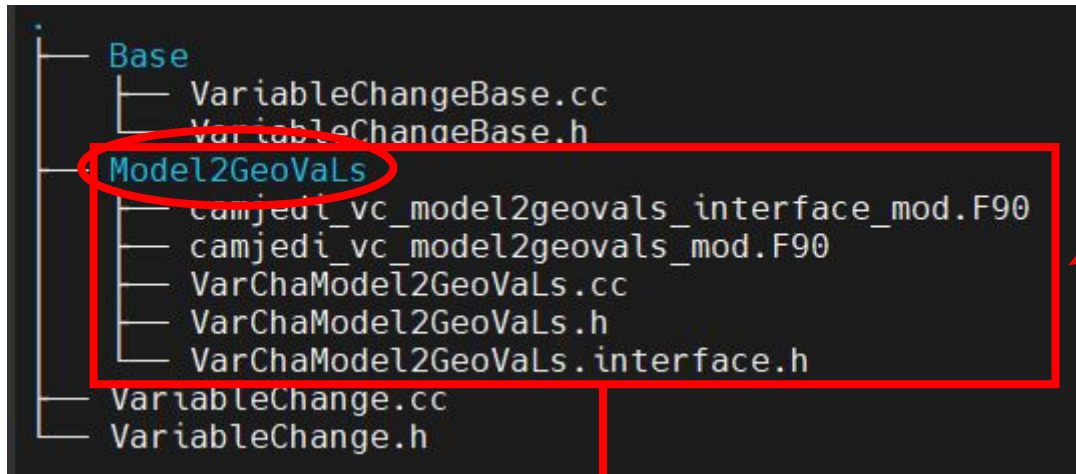 .
├── Base
│   ├── VariableChangeBase.cc
│   └── VariableChangeBase.h
├── Model2GeoVaLs
│   ├── camjedi_vc_model2geovals_interface_mod.F90
│   ├── camjedi_vc_model2geovals_mod.F90
│   ├── VarChaModel2GeoVaLs.cc
│   ├── VarChaModel2GeoVaLs.h
│   └── VarChaModel2GeoVaLs.interface.h
├── VariableChange.cc
└── VariableChange.h